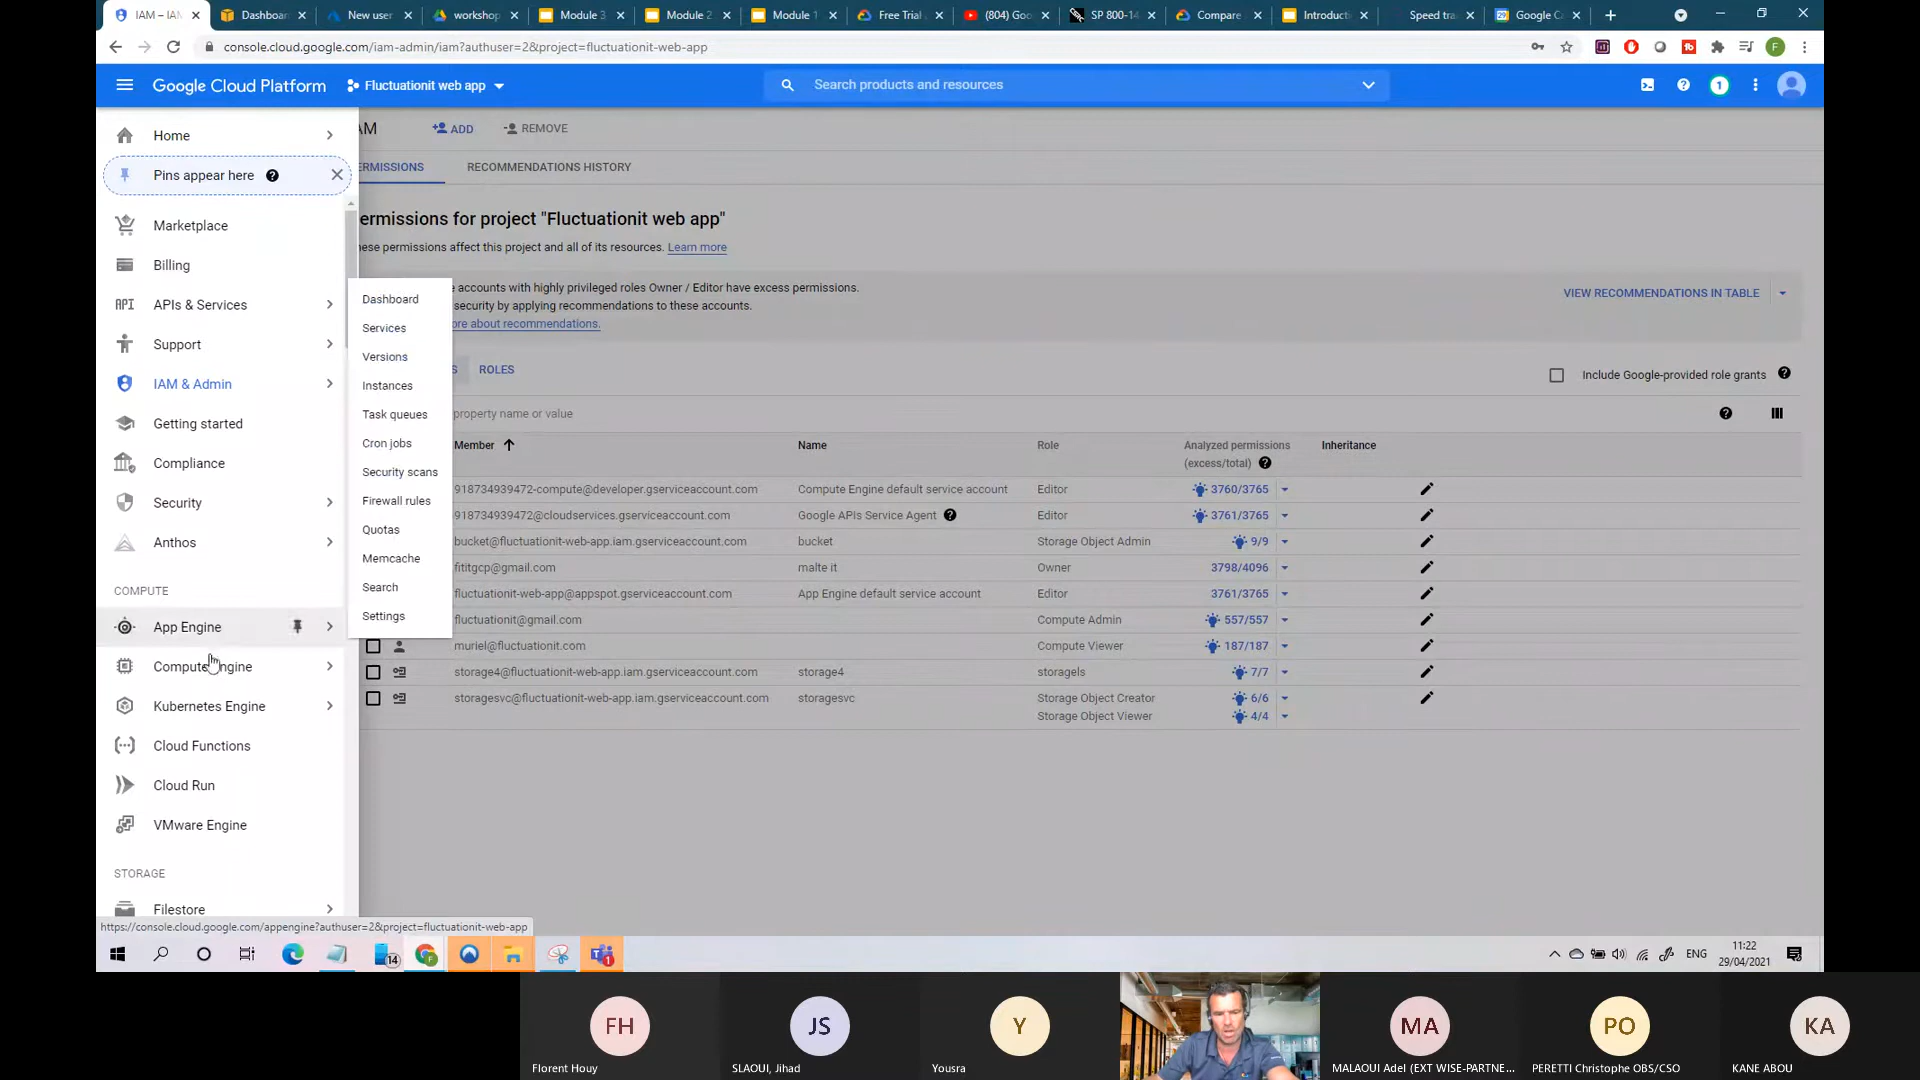 IAM – IAM
Dashboar
New user
workshop
Module 3
Module 2
Module 1
Free Trial
(804) Goo
SP 800-14
Compare
Introducti
Speed tra
Google C
console.cloud.google.com/iam-admin/iam?authuser=2&project=fluctuationit-web-app
F
Google Cloud Platform
Fluctuationit web app
Search products and resources
1
AM
ADD
REMOVE
ERMISSIONS
RECOMMENDATIONS HISTORY
ermissions for project "Fluctuationit web app"
ese permissions affect this project and all of its resources. Learn more
e accounts with highly privileged roles Owner / Editor have excess permissions.
security by applying recommendations to these accounts.
ore about recommendations.
VIEW RECOMMENDATIONS IN TABLE
S
ROLES
Include Google-provided role grants
property name or value
Member
Name
Role
Analyzed permissions
(excess/total)
Inheritance
918734939472-compute@developer.gserviceaccount.com Compute Engine default service account Editor 3760/3765
918734939472@cloudservices.gserviceaccount.com Google APIs Service Agent Editor 3761/3765
bucket@fluctuationit-web-app.iam.gserviceaccount.com bucket Storage Object Admin 9/9
fititgcp@gmail.com malte it Owner 3798/4096
fluctuationit-web-app@appspot.gserviceaccount.com App Engine default service account Editor 3761/3765
fluctuationit@gmail.com Compute Admin 557/557
muriel@fluctuationit.com Compute Viewer 187/187
storage4@fluctuationit-web-app.iam.gserviceaccount.com storage4 storagels 7/7
storagesvc@fluctuationit-web-app.iam.gserviceaccount.com storagesvc Storage Object Creator 6/6
Storage Object Viewer 4/4
Home
Pins appear here
Marketplace
Billing
API
APIs & Services
Support
IAM & Admin
Getting started
Compliance
Security
Anthos
COMPUTE
App Engine
Compute Engine
Kubernetes Engine
Cloud Functions
Cloud Run
VMware Engine
STORAGE
Filestore
Dashboard
Services
Versions
Instances
Task queues
Cron jobs
Security scans
Firewall rules
Quotas
Memcache
Search
Settings
https://console.cloud.google.com/appengine?authuser=2&project=fluctuationit-web-app
14
F
1
ENG
11:22
29/04/2021
FH
Florent Houy
JS
SLAOUI, Jihad
Y
Yousra
MA
MALAOUI Adel (EXT WISE-PARTNE...
PO
PERETTI Christophe OBS/CSO
KA
KANE ABOU